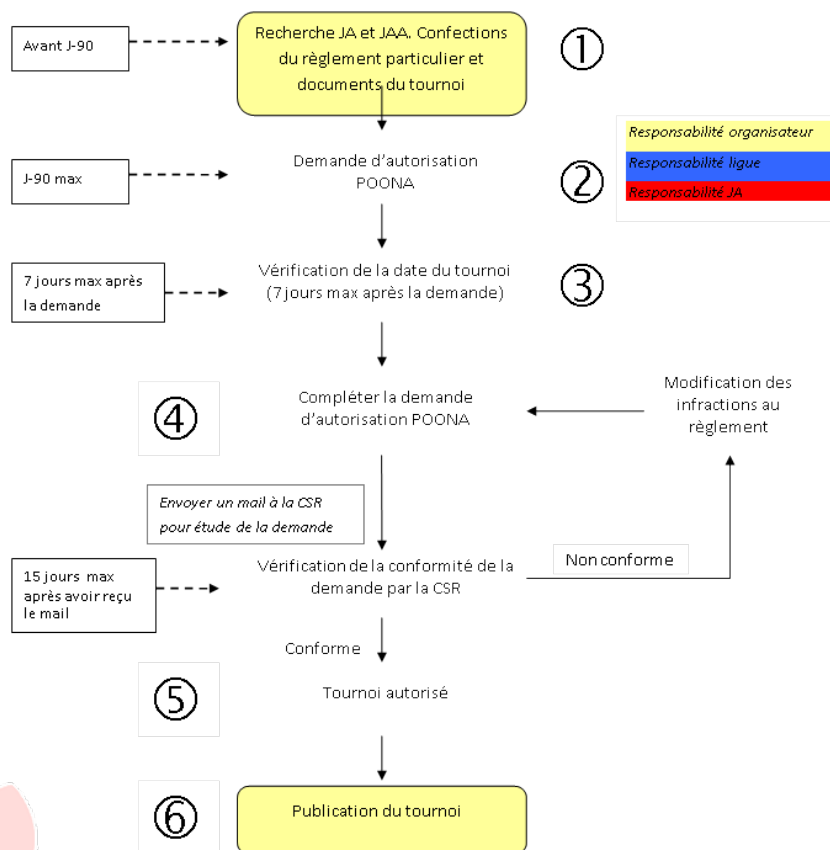 Avant J-90
Recherche JA et JAA. Confections
du règlement particulier et
documents du tournoi
①
Responsabilité organisateur
Responsabilité ligue
Responsabilité JA
J-90 max
Demande d'autorisation
POONA
②
7 jours max après
la demande
Vérification de la date du tournoi
(7 jours max après la demande)
③
④
Compléter la demande
d'autorisation POONA
Modification des
infractions au
règlement
Envoyer un mail à la CSR
pour étude de la demande
15 jours max
après avoir reçu
le mail
Vérification de la conformité de la
demande par la CSR
Non conforme
Conforme
⑤
Tournoi autorisé
⑥
Publication du tournoi